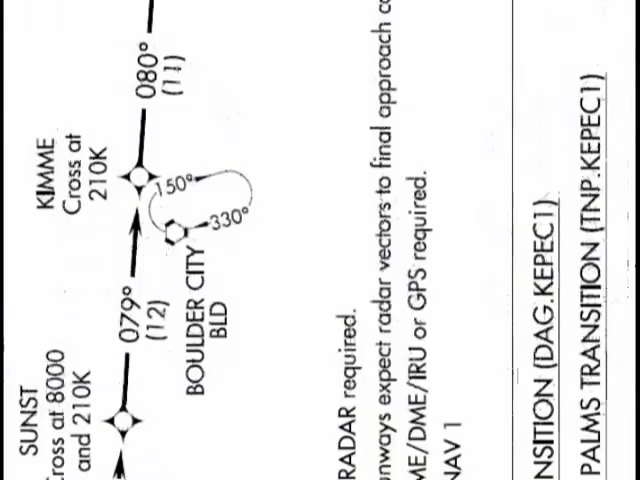 SUNST
Cross at 8000
and 210K
079°
(12)
BOULDER CITY
BLD
KIMME
Cross at
210K
150°
330°
080°
(11)
RADAR required.
unways expect radar vectors to final approach co
ME/DME/IRU or GPS required.
NAV 1
NSITION (DAG.KEPEC1)
PALMS TRANSITION (TNP.KEPEC1)